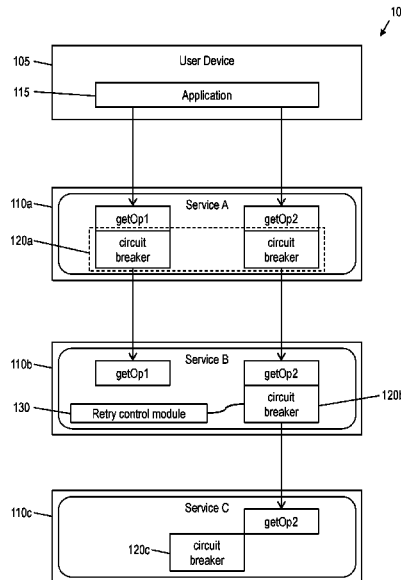 10
105
User Device
115
Application
110a
Service A
getOp1
getOp2
120a
circuit
breaker
circuit
breaker
110b
Service B
getOp1
getOp2
130
Retry control module
circuit
breaker
110c
Service C
getOp2
120c
circuit
breaker